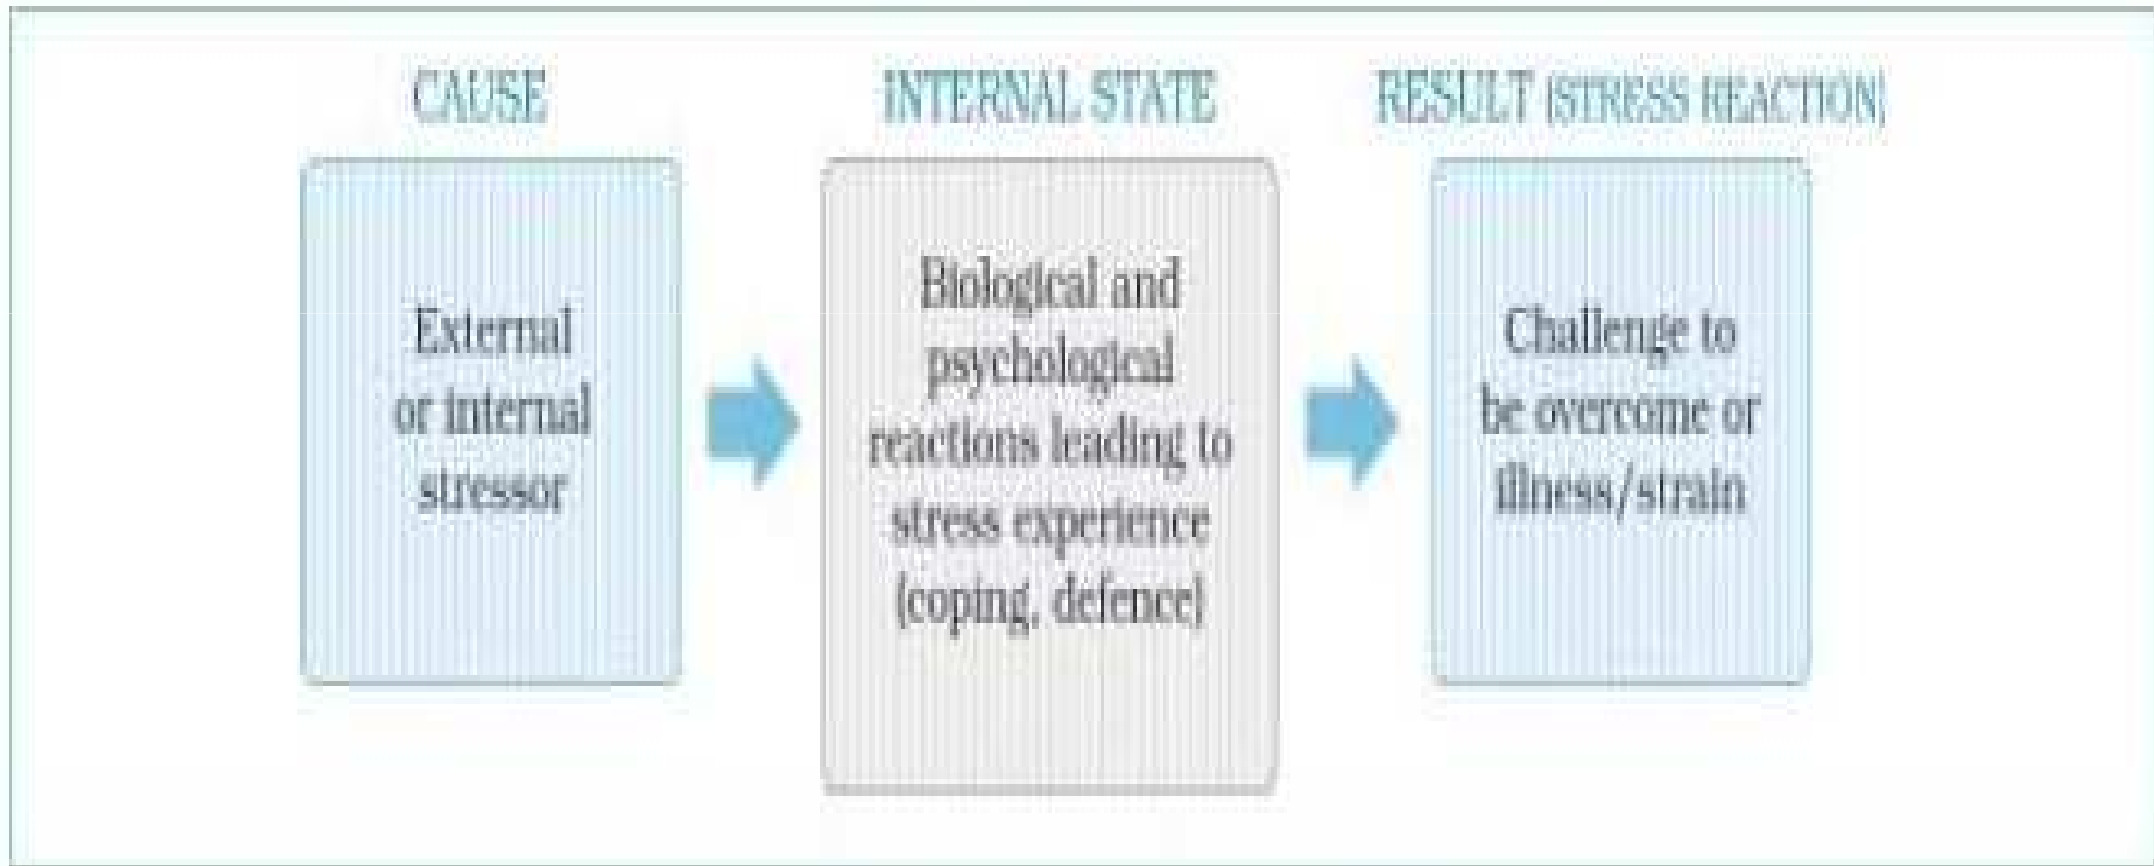 CAUSE
External
or internal
stressor
INTERNAL STATE
Biological and
psychological
reactions leading to
stress experience
(coping, defence)
RESULT (STRESS REACTION)
Challenge to
be overcome or
illness/strain